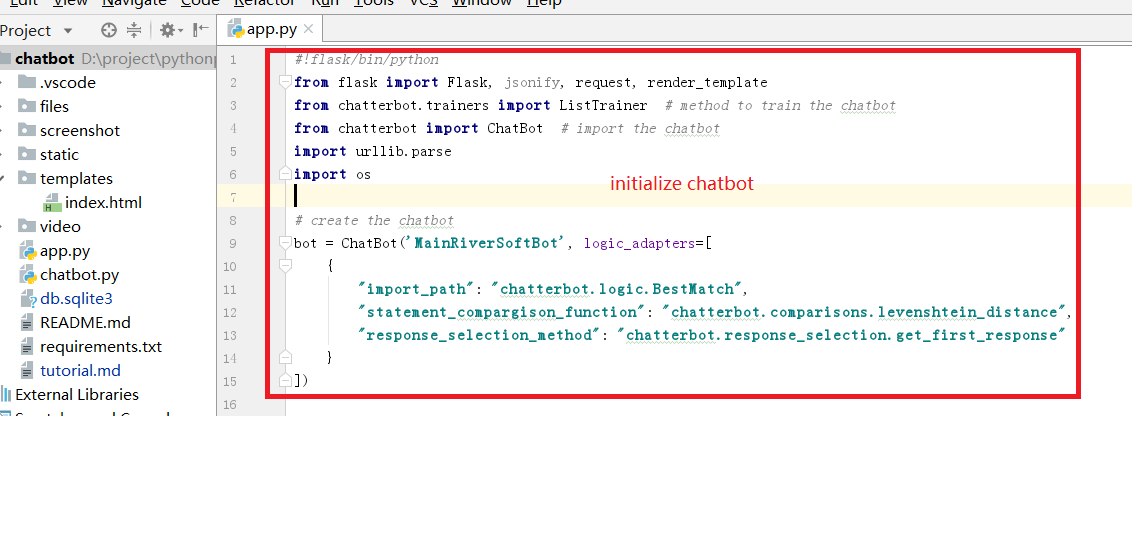 Edit View Navigate Code Refactor Run Tools VCS Window Help
Project
app.py
chatbot D:\project\pythonp
.vscode
files
screenshot
static
templates
index.html
video
app.py
chatbot.py
db.sqlite3
README.md
requirements.txt
tutorial.md
External Libraries
1 #!flask/bin/python
2 from flask import Flask, jsonify, request, render_template
3 from chatterbot.trainers import ListTrainer # method to train the chatbot
4 from chatterbot import ChatBot # import the chatbot
5 import urllib.parse
6 import os
initialize chatbot
7
8 # create the chatbot
9 bot = ChatBot('MainRiverSoftBot', logic_adapters=[
10 {
11 "import_path": "chatterbot.logic.BestMatch",
12 "statement_compargison_function": "chatterbot.comparisons.levenshtein_distance",
13 "response_selection_method": "chatterbot.response_selection.get_first_response"
14 }
15 ])
16